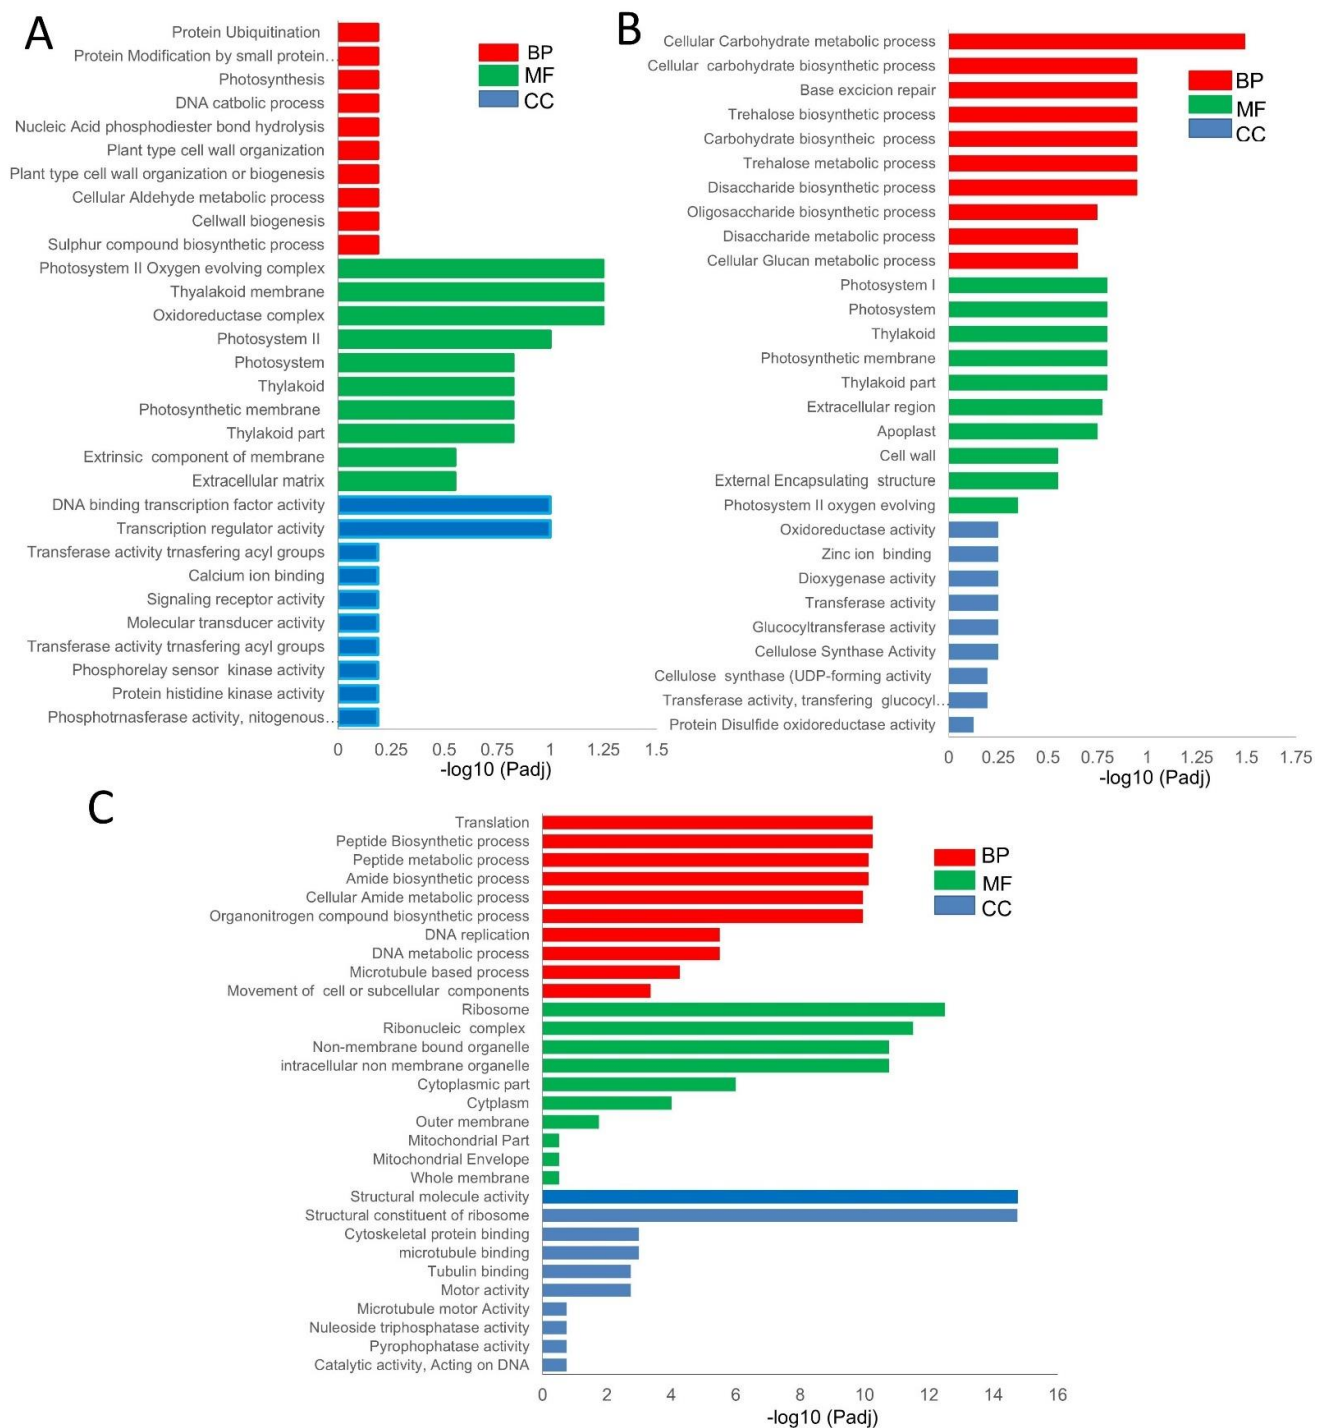 A
Protein Ubiquitination
Protein Modification by small protein...
Photosynthesis
DNA catbolic process
Nucleic Acid phosphodiester bond hydrolysis
Plant type cell wall organization
Plant type cell wall organization or biogenesis
Cellular Aldehyde metabolic process
Cellwall biogenesis
Sulphur compound biosynthetic process
Photosystem II Oxygen evolving complex
Thyalakoid membrane
Oxidoreductase complex
Photosystem II
Photosystem
Thylakoid
Photosynthetic membrane
Thylakoid part
Extrinsic component of membrane
Extracellular matrix
DNA binding transcription factor activity
Transcription regulator activity
Transferase activity trnasfering acyl groups
Calcium ion binding
Signaling receptor activity
Molecular transducer activity
Transferase activity trnasfering acyl groups
Phosphorelay sensor kinase activity
Protein histidine kinase activity
Phosphotrnasferase activity, nitogenous...
BP
MF
CC
0 0.25 0.5 0.75 1 1.25 1.5
-log10 (Padj)
B
Cellular Carbohydrate metabolic process
Cellular carbohydrate biosynthetic process
Base excicion repair
Trehalose biosynthetic process
Carbohydrate biosyntheic process
Trehalose metabolic process
Disaccharide biosynthetic process
Oligosaccharide biosynthetic process
Disaccharide metabolic process
Cellular Glucan metabolic process
Photosystem I
Photosystem
Thylakoid
Photosynthetic membrane
Thylakoid part
Extracellular region
Apoplast
Cell wall
External Encapsulating structure
Photosystem II oxygen evolving
Oxidoreductase activity
Zinc ion binding
Dioxygenase activity
Transferase activity
Glucocyltransferase activity
Cellulose Synthase Activity
Cellulose synthase (UDP-forming activity
Transferase activity, transfering glucocyl...
Protein Disulfide oxidoreductase activity
BP
MF
CC
0 0.25 0.5 0.75 1 1.25 1.5 1.75
-log10 (Padj)
C
Translation
Peptide Biosynthetic process
Peptide metabolic process
Amide biosynthetic process
Cellular Amide metabolic process
Organonitrogen compound biosynthetic process
DNA replication
DNA metabolic process
Microtubule based process
Movement of cell or subcellular components
Ribosome
Ribonucleic complex
Non-membrane bound organelle
intracellular non membrane organelle
Cytoplasmic part
Cytplasm
Outer membrane
Mitochondrial Part
Mitochondrial Envelope
Whole membrane
Structural molecule activity
Structural constituent of ribosome
Cytoskeletal protein binding
microtubule binding
Tubulin binding
Motor activity
Microtubule motor Activity
Nuleoside triphosphatase activity
Pyrophophatase activity
Catalytic activity, Acting on DNA
BP
MF
CC
0 2 4 6 8 10 12 14 16
-log10 (Padj)